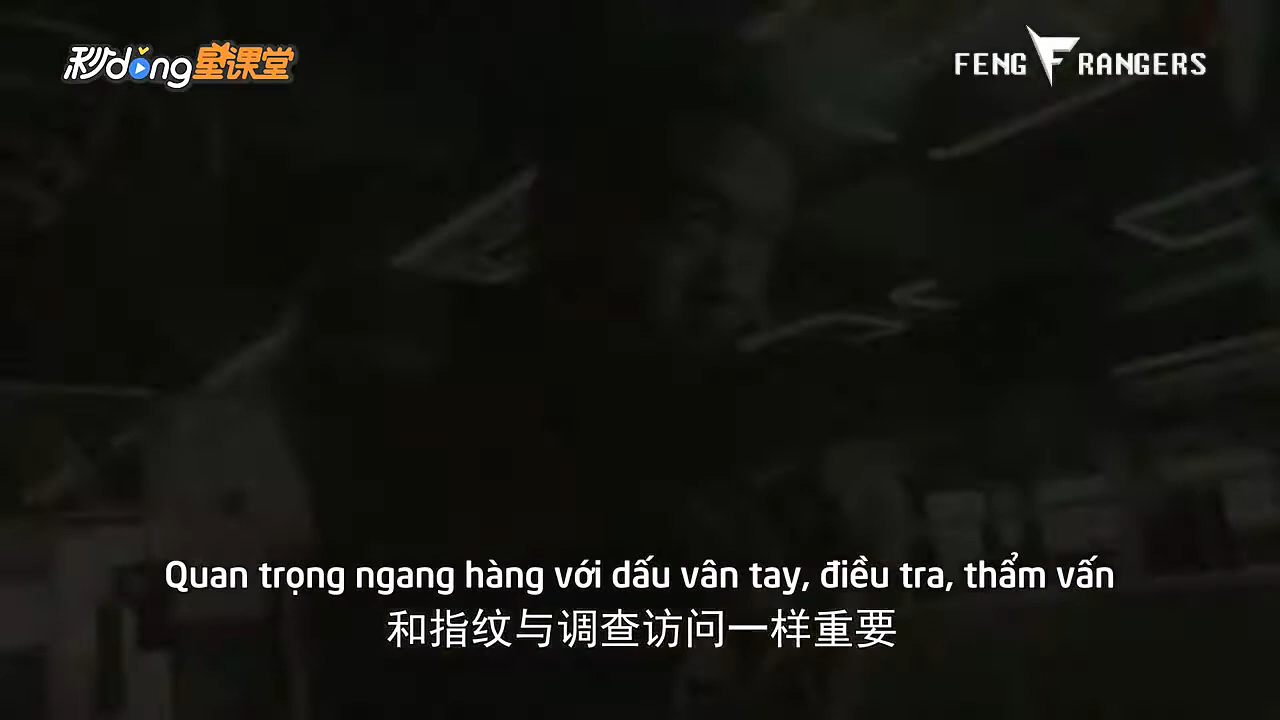 秒dǒng星课堂
FENG F RANGERS
Quan trọng ngang hàng với dấu vân tay, điều tra, thẩm vấn
和指纹与调查访问一样重要